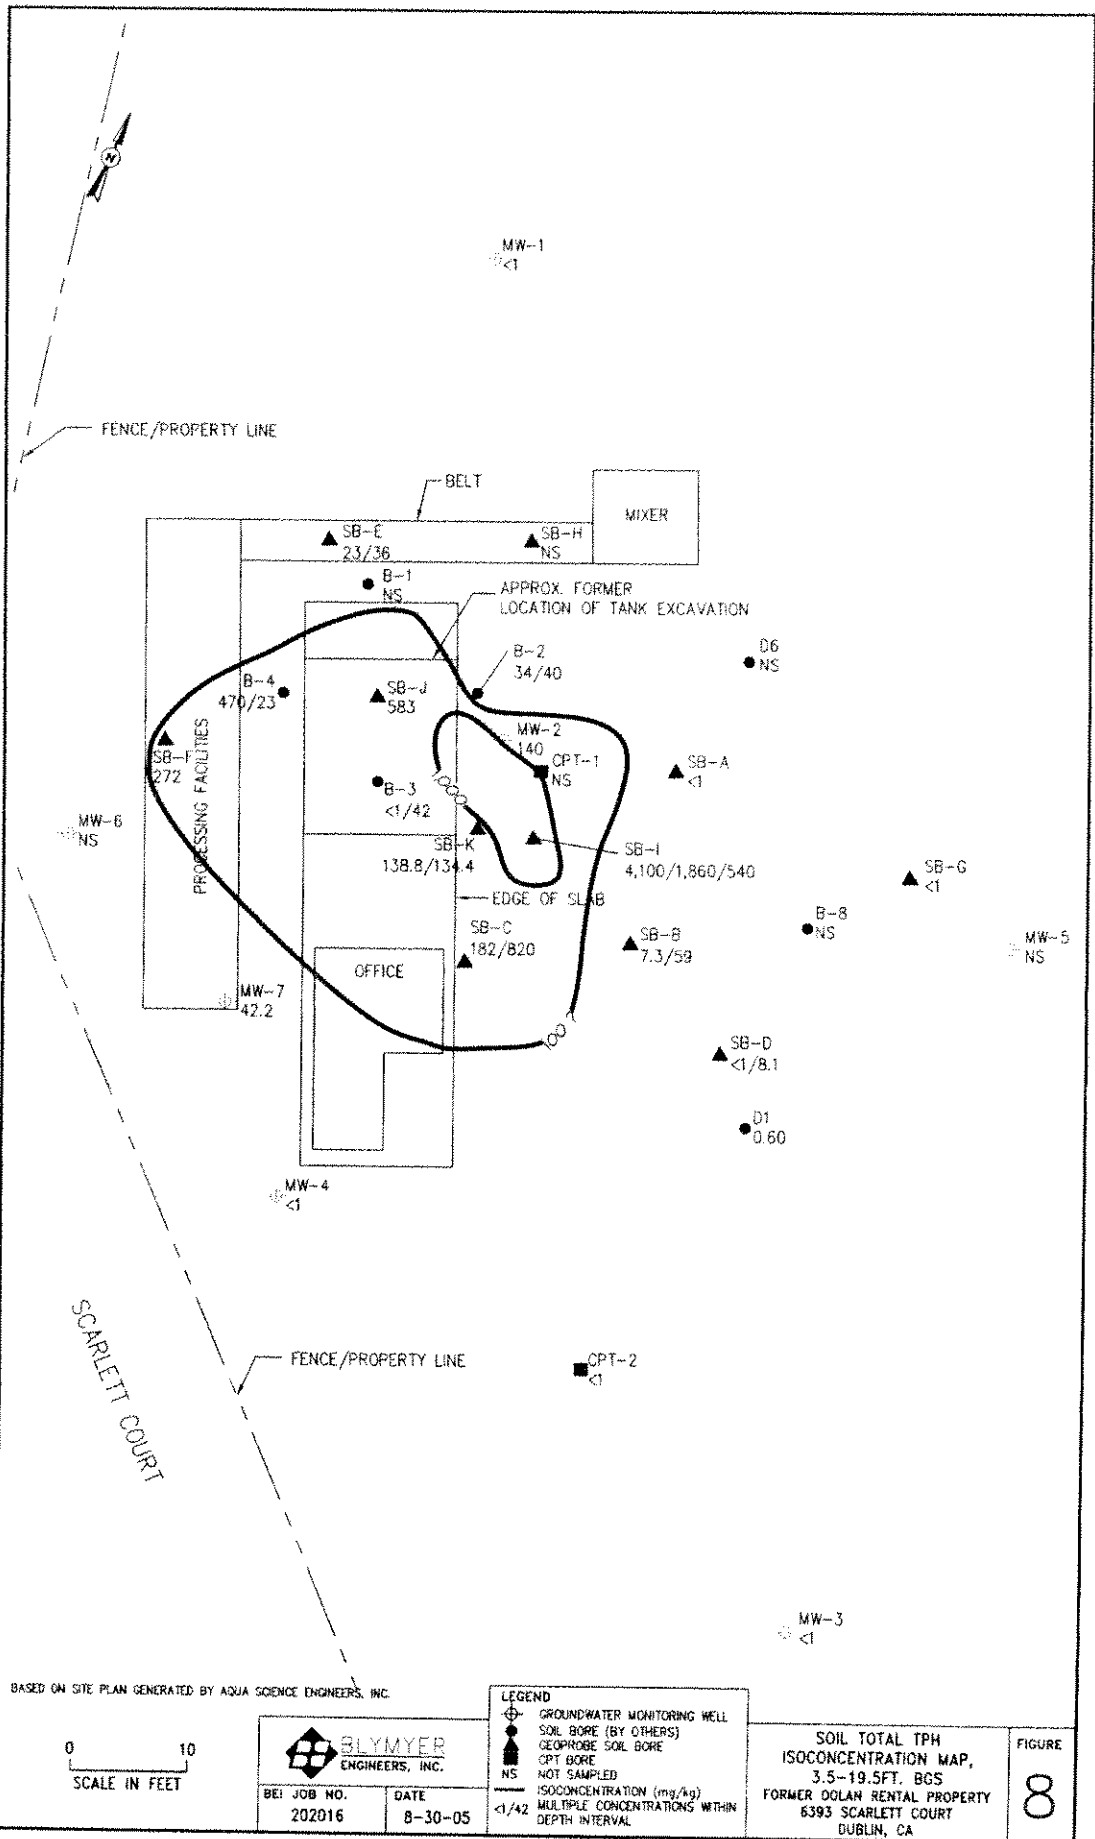 N
MW-1
<1
FENCE/PROPERTY LINE
BELT
MIXER
SB-E
23/36
SB-H
NS
B-1
NS
APPROX. FORMER
LOCATION OF TANK EXCAVATION
B-2
34/40
D6
NS
B-4
470/23
SB-J
583
MW-2
140
SB-F
272
CPT-1
NS
SB-A
<1
B-3
<1/42
1000
PROCESSING FACILITIES
MW-6
NS
SB-K
138.8/134.4
SB-I
4,100/1,860/540
SB-G
<1
EDGE OF SLAB
SB-C
182/820
SB-B
7.3/59
B-8
NS
MW-5
NS
OFFICE
MW-7
42.2
100 ?
SB-D
<1/8.1
D1
0.60
MW-4
<1
SCARLETT COURT
FENCE/PROPERTY LINE
CPT-2
<1
MW-3
<1
BASED ON SITE PLAN GENERATED BY AQUA SCIENCE ENGINEERS, INC.
0 10
SCALE IN FEET
BLYMYER
ENGINEERS, INC.
BEI JOB NO.
202016
DATE
8-30-05
LEGEND
GROUNDWATER MONITORING WELL
SOIL BORE (BY OTHERS)
GEOPROBE SOIL BORE
CPT BORE
NS NOT SAMPLED
ISOCONCENTRATION (mg/kg)
<1/42 MULTIPLE CONCENTRATIONS WITHIN
DEPTH INTERVAL
SOIL TOTAL TPH
ISOCONCENTRATION MAP,
3.5-19.5FT. BGS
FORMER DOLAN RENTAL PROPERTY
6393 SCARLETT COURT
DUBLIN, CA
FIGURE
8